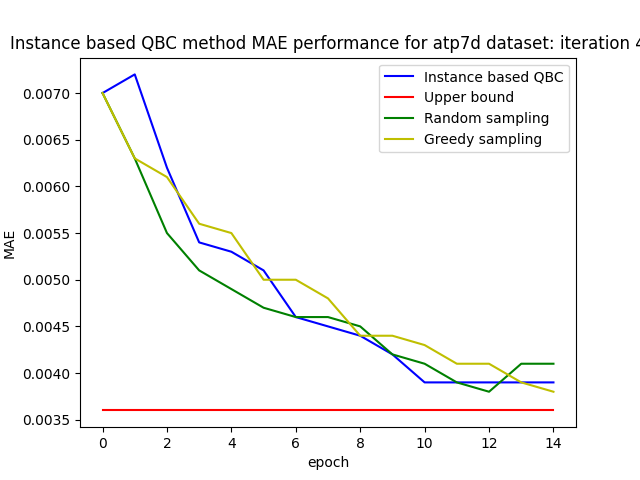 Instance based QBC method MAE performance for atp7d dataset: iteration 4
Instance based QBC
Upper bound
Random sampling
Greedy sampling
0.0070
0.0065
0.0060
0.0055
0.0050
0.0045
0.0040
0.0035
MAE
0 2 4 6 8 10 12 14
epoch